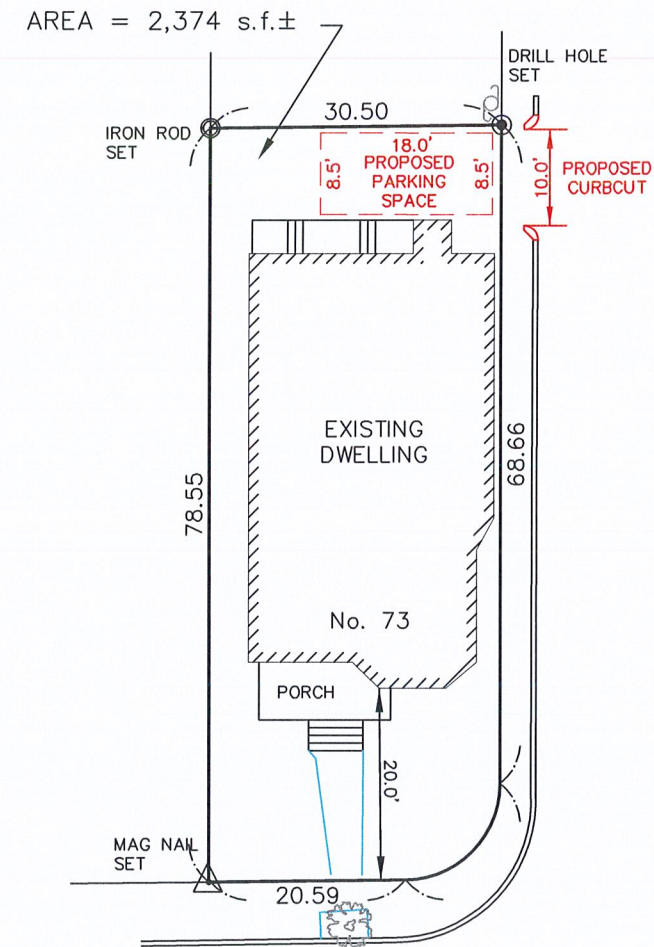 AREA = 2,374 s.f.±
DRILL HOLE
SET
30.50
IRON ROD
SET
18.0'
PROPOSED
PARKING
SPACE
8.5'
8.5'
10.0'
PROPOSED
CURBCUT
EXISTING
DWELLING
68.66
78.55
No. 73
PORCH
20.0'
MAG NAIL
SET
20.59